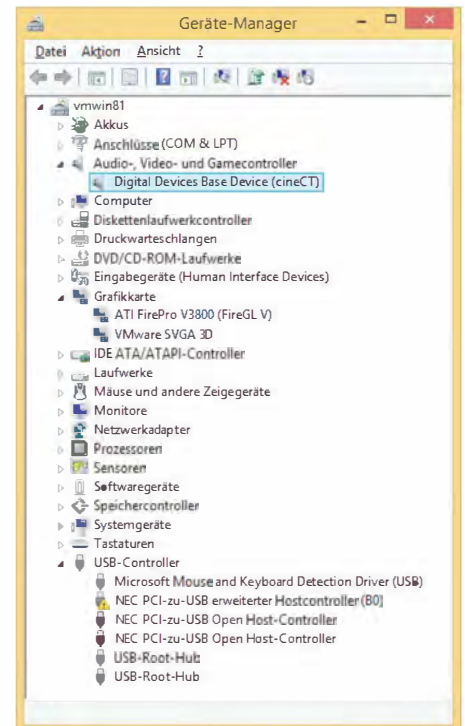 Geräte-Manager
Datei Aktion Ansicht ?
vmwin81
Akkus
Anschlüsse (COM & LPT)
Audio-, Video- und Gamecontroller
Digital Devices Base Device (cineCT)
Computer
Diskettenlaufwerkcontroller
Druckwarteschlangen
DVD/CD-ROM-Laufwerke
Eingabegeräte (Human Interface Devices)
Grafikkarte
ATI FirePro V3800 (FireGL V)
VMware SVGA 3D
IDE ATA/ATAPI-Controller
Laufwerke
Mäuse und andere Zeigegeräte
Monitore
Netzwerkadapter
Prozessoren
Sensoren
Softwaregeräte
Speichercontroller
Systemgeräte
Tastaturen
USB-Controller
Microsoft Mouse and Keyboard Detection Driver (USB)
NEC PCI-zu-USB erweiterter Hostcontroller (B0)
NEC PCI-zu-USB Open Host-Controller
NEC PCI-zu-USB Open Host-Controller
USB-Root-Hub
USB-Root-Hub